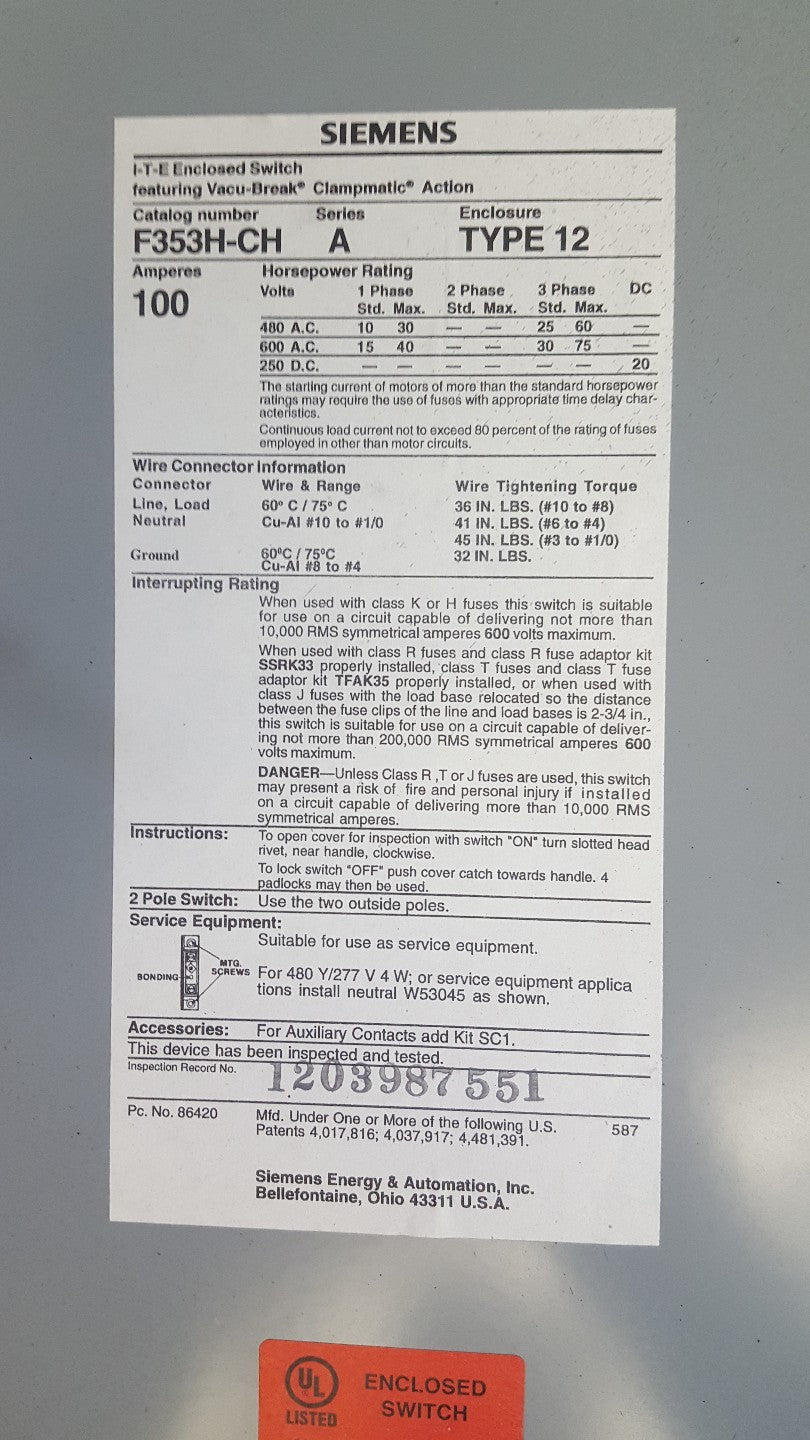 SIEMENS
I-T-E Enclosed Switch
featuring Vacu-Break® Clampmatic® Action
Catalog number Series Enclosure
F353H-CH A TYPE 12
Amperes Horsepower Rating
100 Volts 1 Phase 2 Phase 3 Phase DC
Std. Max. Std. Max. Std. Max.
480 A.C. 10 30 — — 25 60 —
600 A.C. 15 40 — — 30 75 —
250 D.C. — — — — — — 20
The starting current of motors of more than the standard horsepower
ratings may require the use of fuses with appropriate time delay char-
acteristics.
Continuous load current not to exceed 80 percent of the rating of fuses
employed in other than motor circuits.
Wire Connector Information
Connector Wire & Range Wire Tightening Torque
Line, Load 60° C / 75° C 36 IN. LBS. (#10 to #8)
Neutral Cu-Al #10 to #1/0 41 IN. LBS. (#6 to #4)
45 IN. LBS. (#3 to #1/0)
Ground 60°C / 75°C 32 IN. LBS.
Cu-Al #8 to #4
Interrupting Rating
When used with class K or H fuses this switch is suitable
for use on a circuit capable of delivering not more than
10,000 RMS symmetrical amperes 600 volts maximum.
When used with class R fuses and class R fuse adaptor kit
SSRK33 properly installed, class T fuses and class T fuse
adaptor kit TFAK35 properly installed, or when used with
class J fuses with the load base relocated so the distance
between the fuse clips of the line and load bases is 2-3/4 in.,
this switch is suitable for use on a circuit capable of deliver-
ing not more than 200,000 RMS symmetrical amperes 600
volts maximum.
DANGER—Unless Class R ,T or J fuses are used, this switch
may present a risk of fire and personal injury if installed
on a circuit capable of delivering more than 10,000 RMS
symmetrical amperes.
Instructions: To open cover for inspection with switch "ON" turn slotted head
rivet, near handle, clockwise.
To lock switch "OFF" push cover catch towards handle. 4
padlocks may then be used.
2 Pole Switch: Use the two outside poles.
Service Equipment:
Suitable for use as service equipment.
MTG.
SCREWS
BONDING
For 480 Y/277 V 4 W; or service equipment applica
tions install neutral W53045 as shown.
Accessories: For Auxiliary Contacts add Kit SC1.
This device has been inspected and tested.
Inspection Record No. 1203987 551
Pc. No. 86420 Mfd. Under One or More of the following U.S. 587
Patents 4,017,816; 4,037,917; 4,481,391.
Siemens Energy & Automation, Inc.
Bellefontaine, Ohio 43311 U.S.A.
UL
LISTED
ENCLOSED
SWITCH